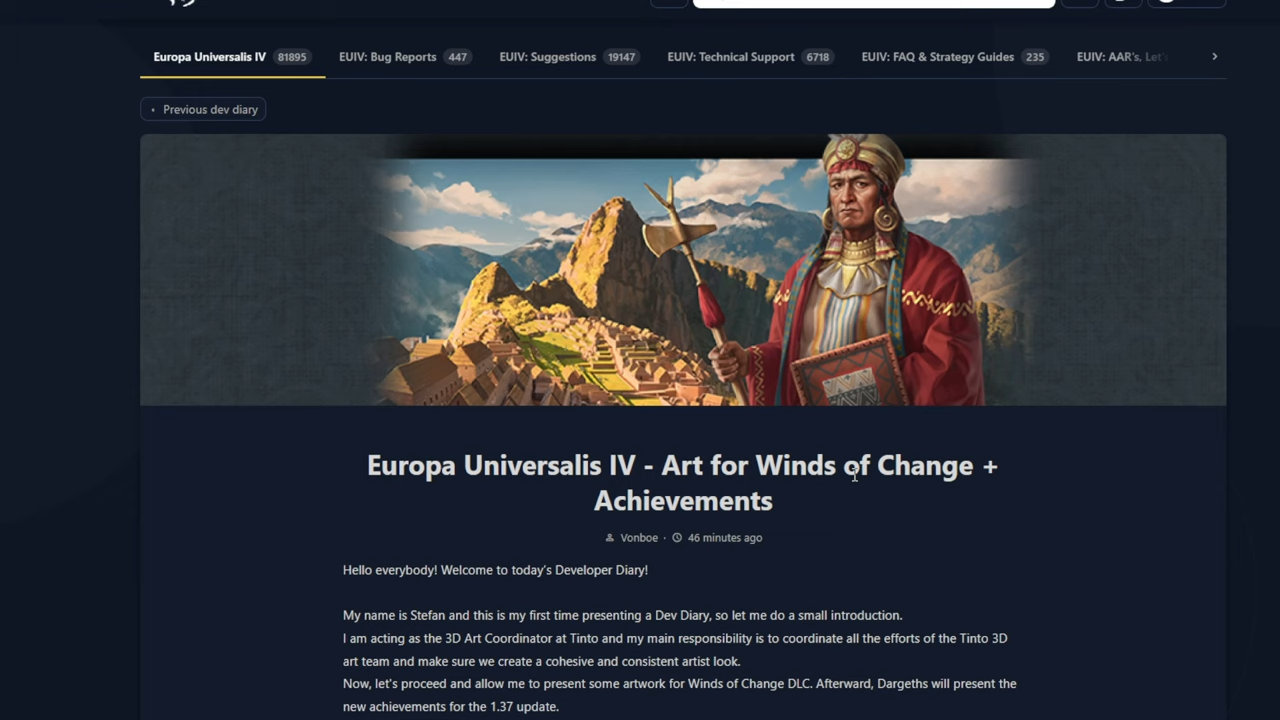 Europa Universalis IV 81895 EUIV: Bug Reports 447 EUIV: Suggestions 19147 EUIV: Technical Support 6718 EUIV: FAQ & Strategy Guides 235 EUIV: AAR's, Let'
Previous dev diary
Europa Universalis IV - Art for Winds of Change +
Achievements
Vonboe · 46 minutes ago
Hello everybody! Welcome to today's Developer Diary!
My name is Stefan and this is my first time presenting a Dev Diary, so let me do a small introduction.
I am acting as the 3D Art Coordinator at Tinto and my main responsibility is to coordinate all the efforts of the Tinto 3D
art team and make sure we create a cohesive and consistent artist look.
Now, let's proceed and allow me to present some artwork for Winds of Change DLC. Afterward, Dargeths will present the
new achievements for the 1.37 update.